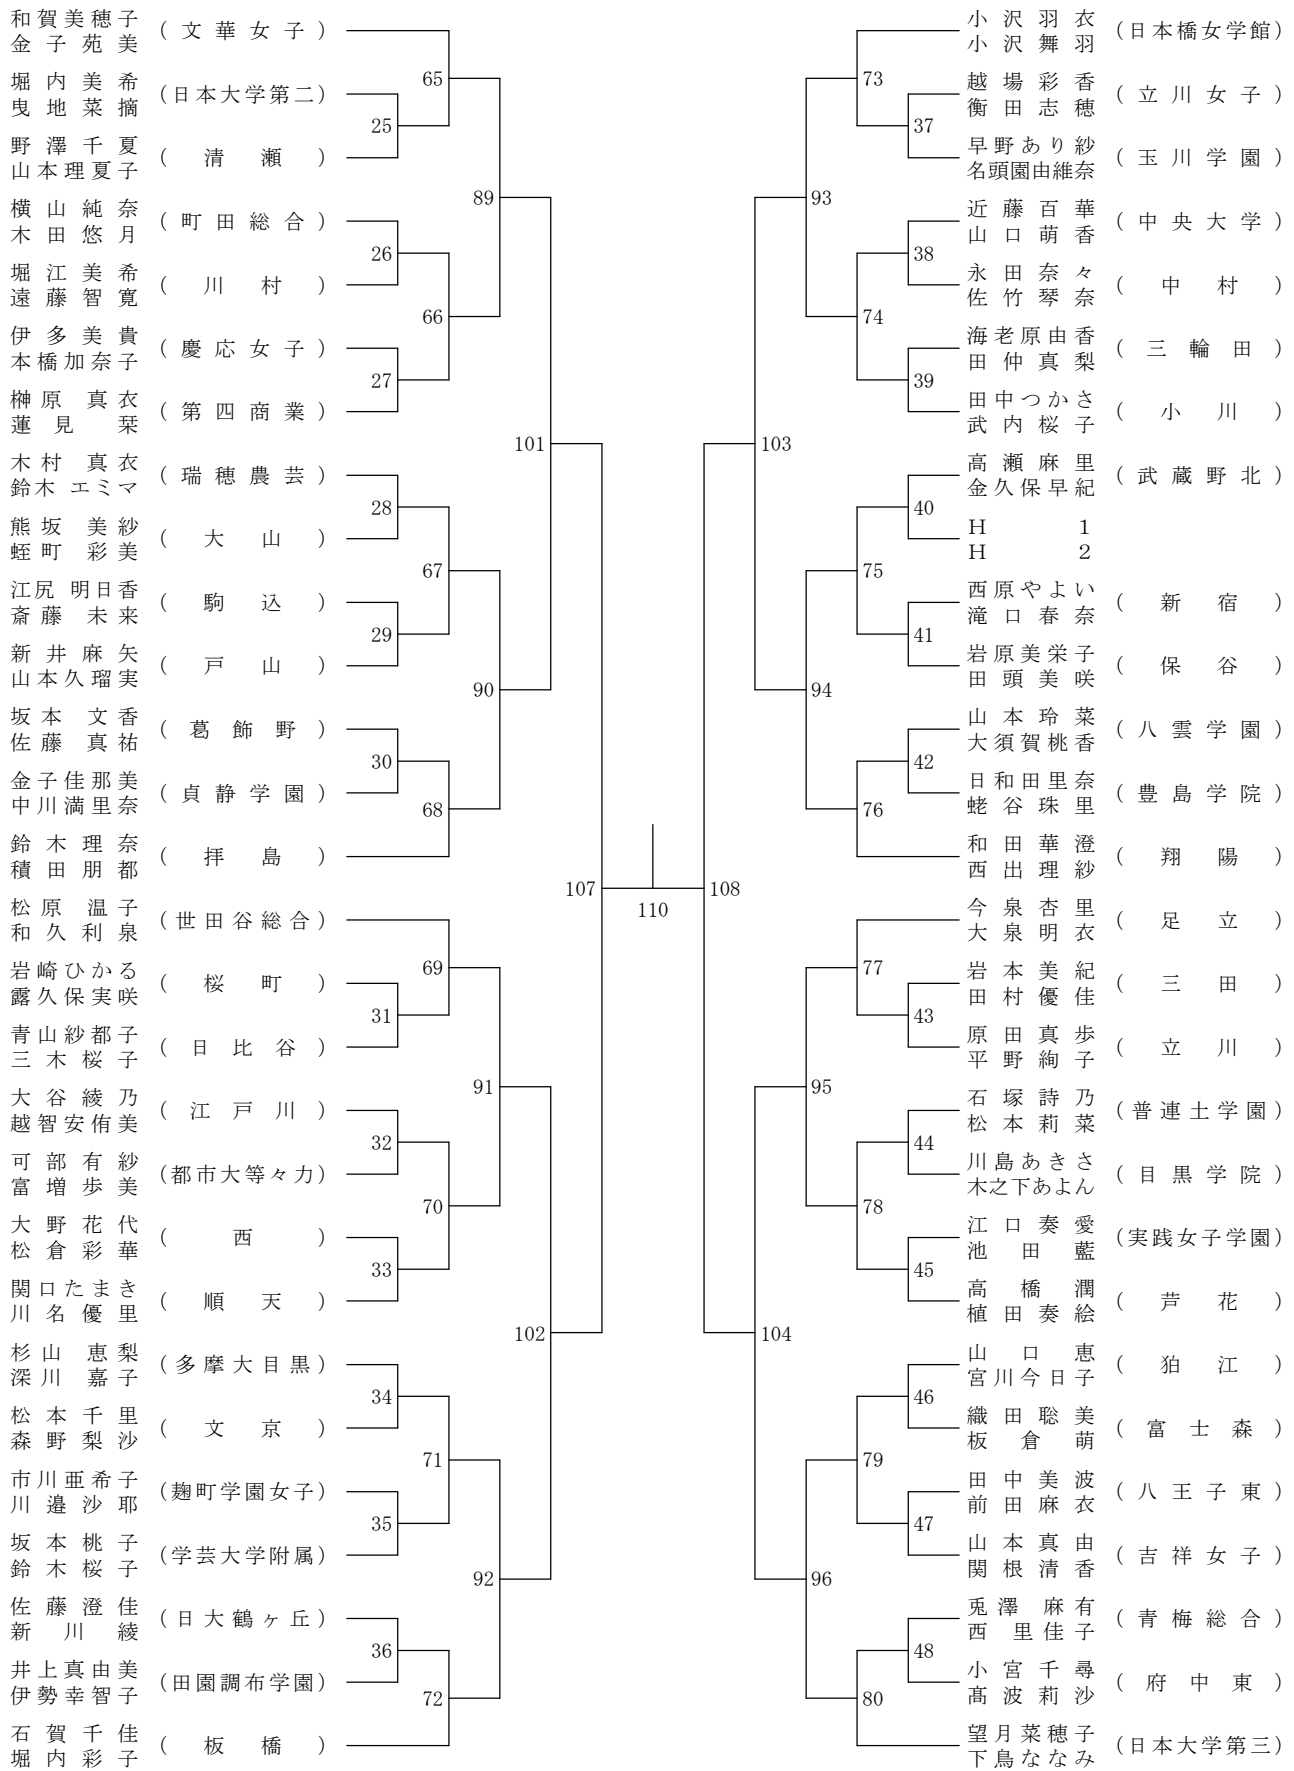 和賀美穂子
金子苑美
(文華女子)
堀内美希
曳地菜摘
(日本大学第二)
野澤千夏
山本理夏子
(清瀬)
横山純奈
木田悠月
(町田総合)
堀江美希
遠藤智寛
(川村)
伊多美貴
本橋加奈子
(慶応女子)
榊原真衣
蓮見栞
(第四商業)
木村真衣
鈴木エミマ
(瑞穂農芸)
熊坂美紗
蛭町彩美
(大山)
江尻明日香
斎藤未来
(駒込)
新井麻矢
山本久瑠実
(戸山)
坂本文香
佐藤真祐
(葛飾野)
金子佳那美
中川満里奈
(貞静学園)
鈴木理奈
積田朋都
(拝島)
松原温子
和久利泉
(世田谷総合)
岩崎ひかる
露久保実咲
(桜町)
青山紗都子
三木桜子
(日比谷)
大谷綾乃
越智安侑美
(江戸川)
可部有紗
富増歩美
(都市大等々力)
大野花代
松倉彩華
(西)
関口たまき
川名優里
(順天)
杉山恵梨
深川嘉子
(多摩大目黒)
松本千里
森野梨沙
(文京)
市川亜希子
川邉沙耶
(麹町学園女子)
坂本桃子
鈴木桜子
(学芸大学附属)
佐藤澄佳
新川綾
(日大鶴ヶ丘)
井上真由美
伊勢幸智子
(田園調布学園)
石賀千佳
堀内彩子
(板橋)
65
25
89
26
66
27
101
28
67
29
90
30
68
107
69
31
91
32
70
33
102
34
71
35
92
36
72
110
73
37
93
38
74
39
103
40
75
41
94
42
76
108
77
43
95
44
78
45
104
46
79
47
96
48
80
小沢羽衣
小沢舞羽
(日本橋女学館)
越場彩香
衡田志穂
(立川女子)
早野あり紗
名頭園由維奈
(玉川学園)
近藤百華
山口萌香
(中央大学)
永田奈々
佐竹琴奈
(中村)
海老原由香
田仲真梨
(三輪田)
田中つかさ
武内桜子
(小川)
高瀬麻里
金久保早紀
(武蔵野北)
H 1
H 2
西原やよい
滝口春奈
(新宿)
岩原美栄子
田頭美咲
(保谷)
山本玲菜
大須賀桃香
(八雲学園)
日和田里奈
蛯谷珠里
(豊島学院)
和田華澄
西出理紗
(翔陽)
今泉杏里
大泉明衣
(足立)
岩本美紀
田村優佳
(三田)
原田真歩
平野絢子
(立川)
石塚詩乃
松本莉菜
(普連土学園)
川島あきさ
木之下あよん
(目黒学院)
江口奏愛
池田藍
(実践女子学園)
高橋潤
植田奏絵
(芦花)
山口恵
宮川今日子
(狛江)
織田聡美
板倉萌
(富士森)
田中美波
前田麻衣
(八王子東)
山本真由
関根清香
(吉祥女子)
兎澤麻有
西里佳子
(青梅総合)
小宮千尋
髙波莉沙
(府中東)
望月菜穂子
下鳥ななみ
(日本大学第三)